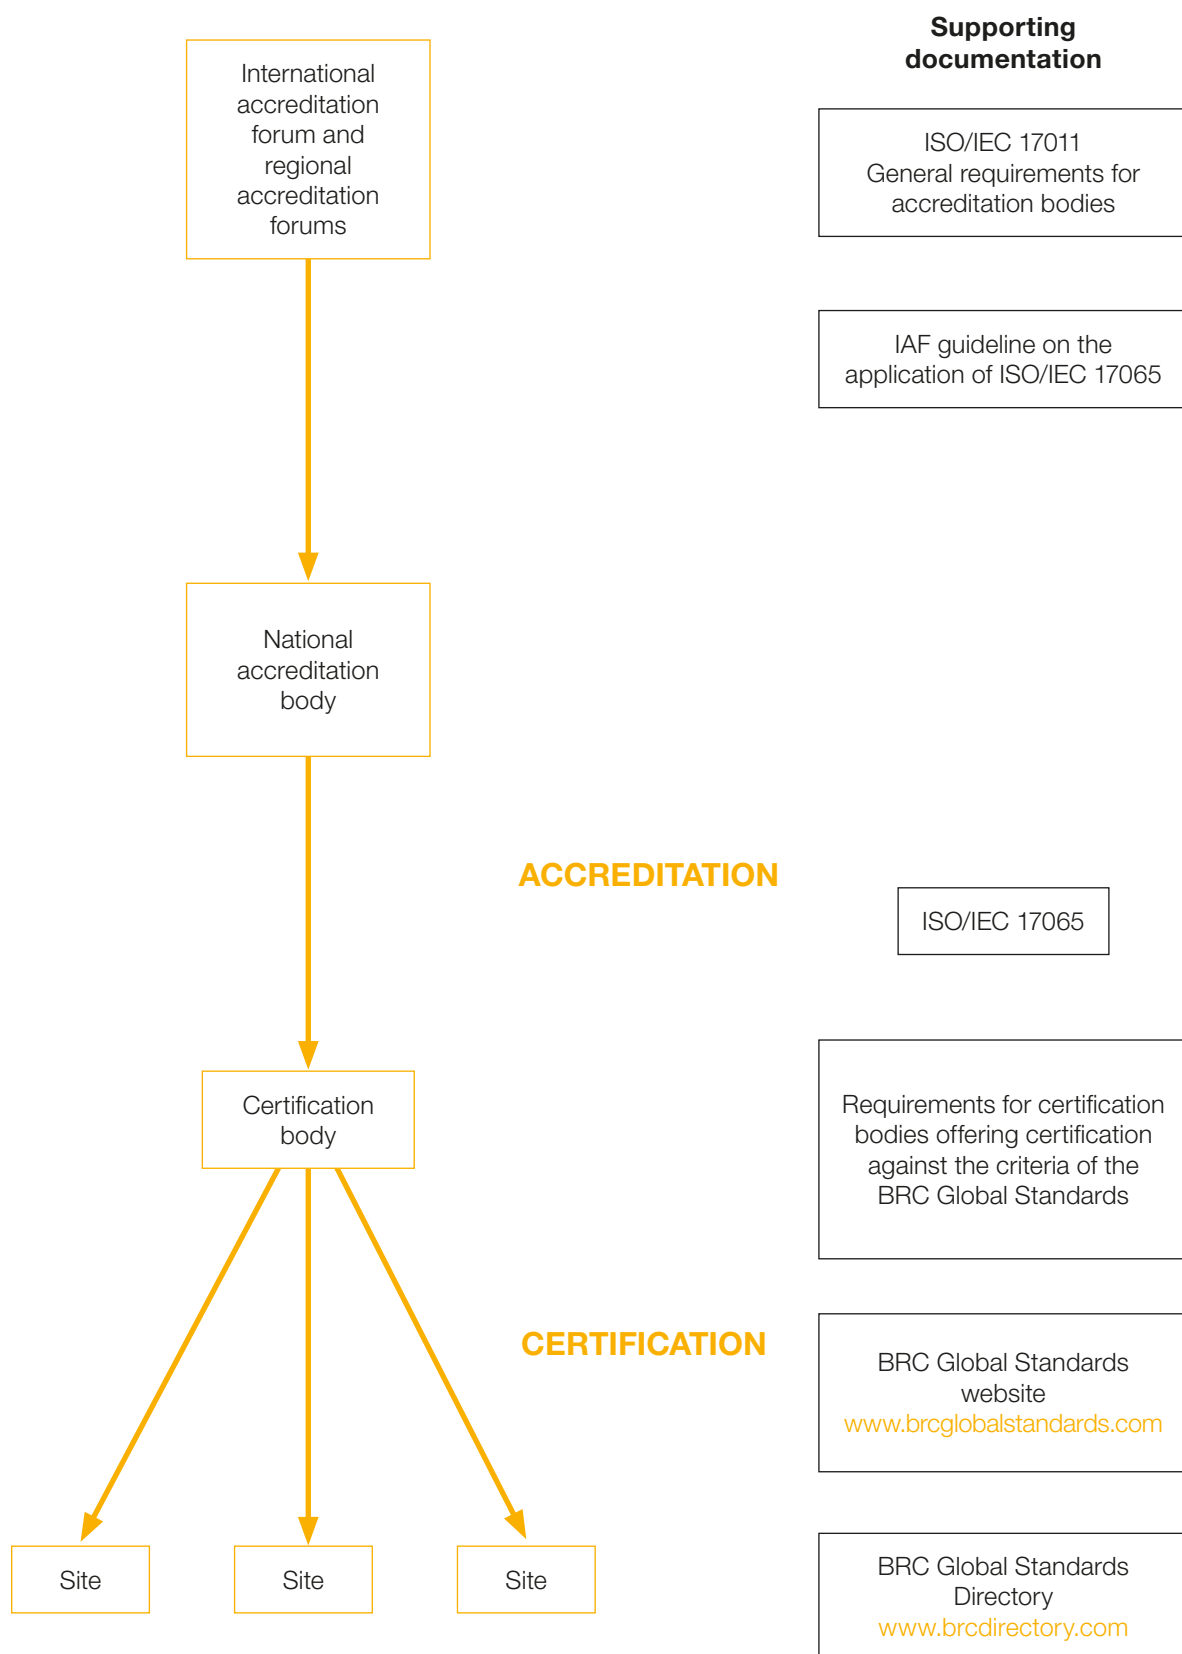 Supporting
documentation
International
accreditation
forum and
regional
accreditation
forums
ISO/IEC 17011
General requirements for
accreditation bodies
IAF guideline on the
application of ISO/IEC 17065
National
accreditation
body
ACCREDITATION
ISO/IEC 17065
Certification
body
Requirements for certification
bodies offering certification
against the criteria of the
BRC Global Standards
CERTIFICATION
BRC Global Standards
website
www.brcglobalstandards.com
Site
Site
Site
BRC Global Standards
Directory
www.brcdirectory.com